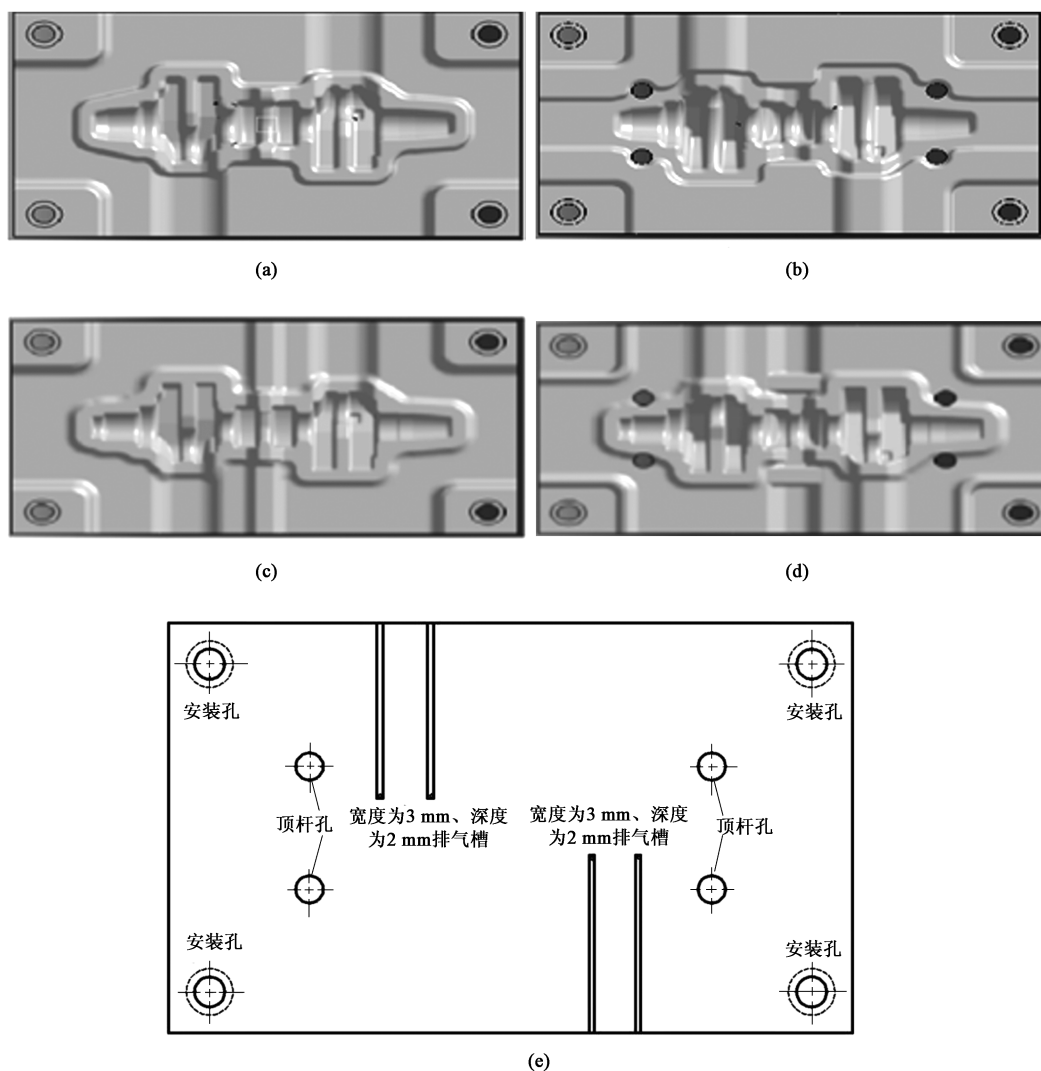 (a)
(b)
(c)
(d)
安装孔
安装孔
顶杆孔
宽度为3 mm、深度
为2 mm排气槽
宽度为3 mm、深度
为2 mm排气槽
顶杆孔
安装孔
安装孔
(e)